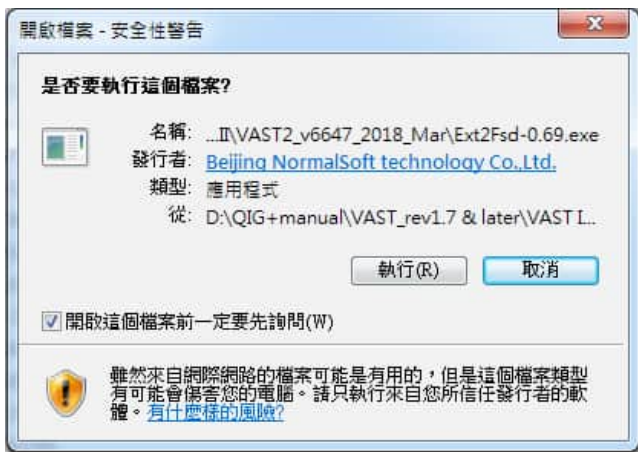 開啟檔案 - 安全性警告
是否要執行這個檔案?
名稱: ...II\VAST2_v6647_2018_Mar\Ext2Fsd-0.69.exe
發行者: Beijing NormalSoft technology Co.,Ltd.
類型: 應用程式
從: D:\QIG+manual\VAST_rev1.7 & later\VAST I...
執行(R) 取消
開啟這個檔案前一定要先詢問(W)
雖然來自網際網路的檔案可能是有用的，但是這個檔案類型
有可能會傷害您的電腦。請只執行來自您所信任發行者的軟
體。有什麼樣的風險?